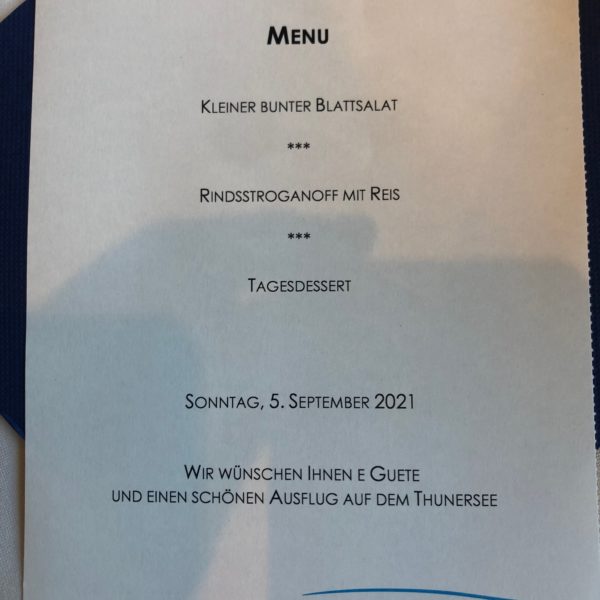 MENU
KLEINER BUNTER BLATTSALAT
***
RINDSSTROGANOFF MIT REIS
***
TAGESDESSERT
SONNTAG, 5. SEPTEMBER 2021
WIR WÜNSCHEN IHNEN E GUETE
UND EINEN SCHÖNEN AUSFLUG AUF DEM THUNERSEE